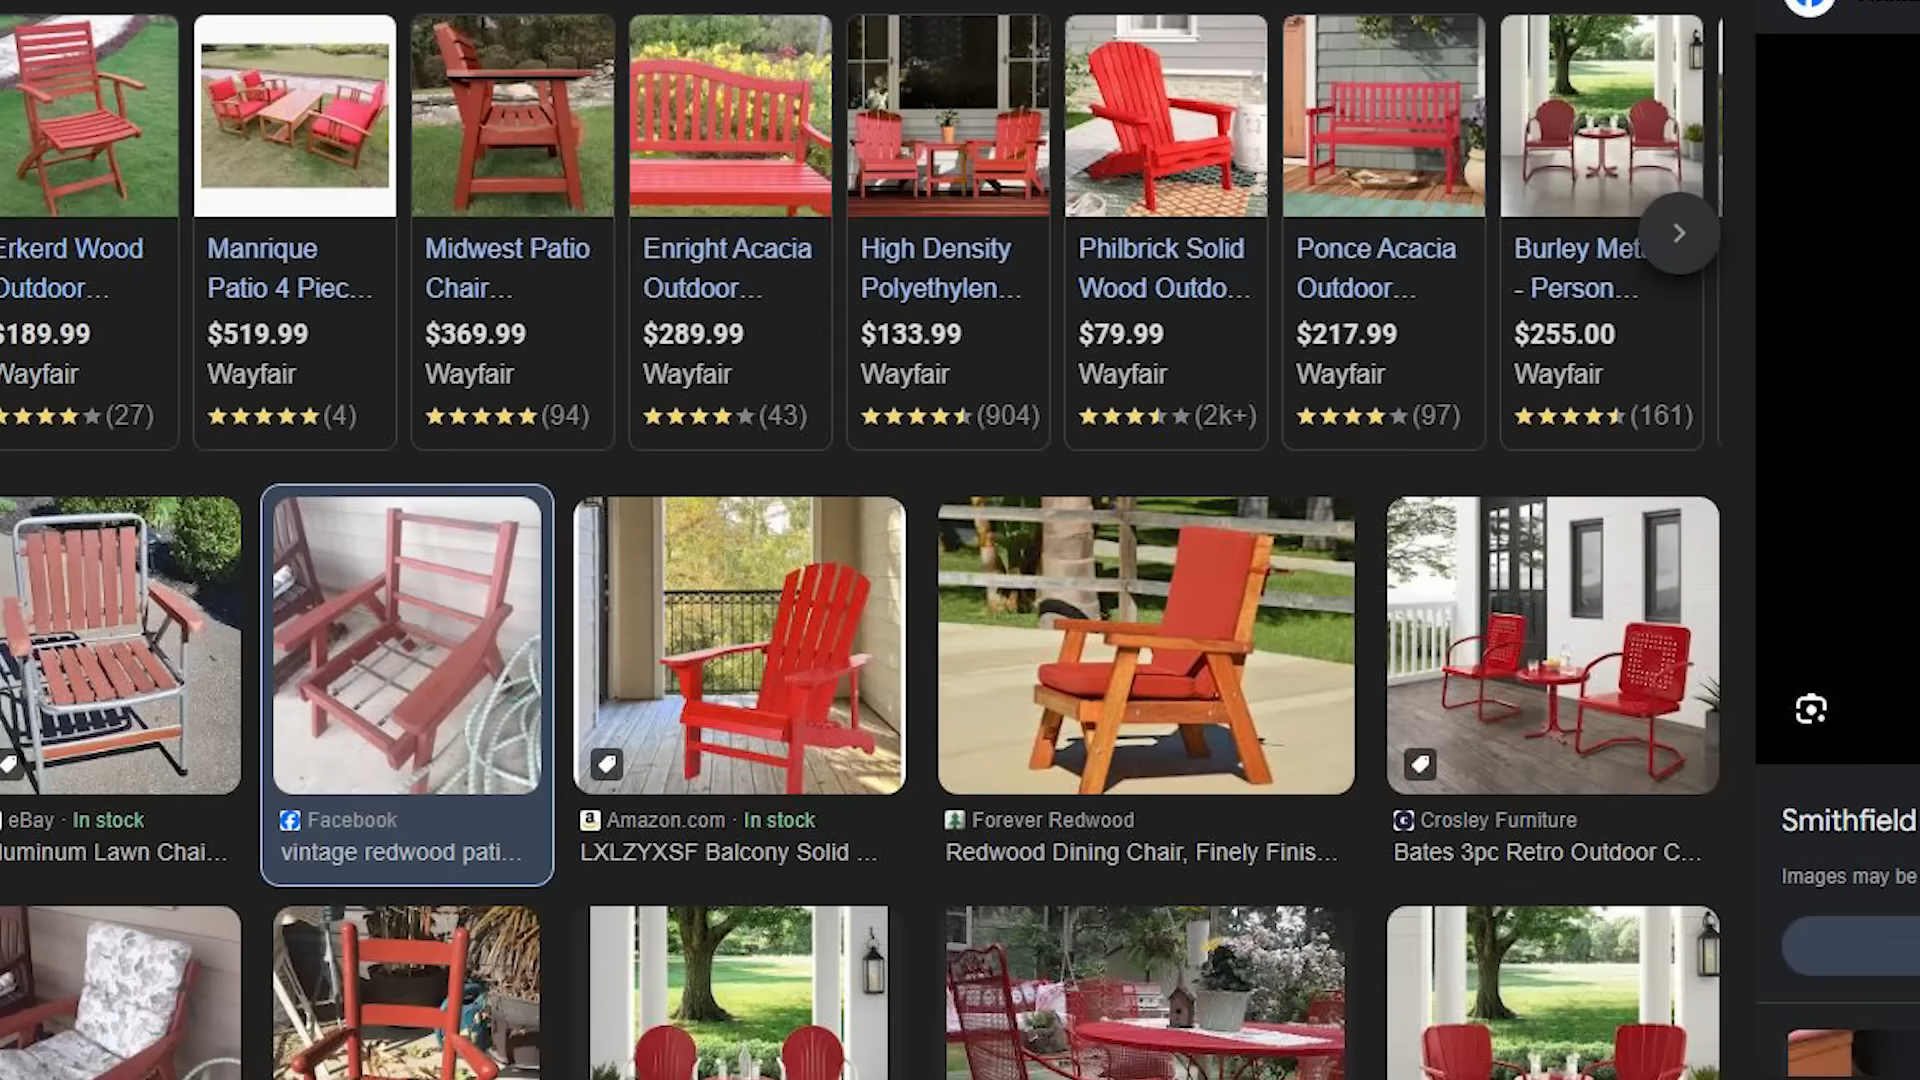 Erkerd Wood
Outdoor...
$189.99
Wayfair
(27)
Manrique
Patio 4 Piec...
$519.99
Wayfair
(4)
Midwest Patio
Chair...
$369.99
Wayfair
(94)
Enright Acacia
Outdoor...
$289.99
Wayfair
(43)
High Density
Polyethylen...
$133.99
Wayfair
(904)
Philbrick Solid
Wood Outdo...
$79.99
Wayfair
(2k+)
Ponce Acacia
Outdoor...
$217.99
Wayfair
(97)
Burley Met
- Person...
$255.00
Wayfair
(161)
eBay · In stock
luminum Lawn Chai...
Facebook
vintage redwood pati...
Amazon.com · In stock
LXLZYXSF Balcony Solid ...
Forever Redwood
Redwood Dining Chair, Finely Finis...
Crosley Furniture
Bates 3pc Retro Outdoor C...
Smithfield
Images may be